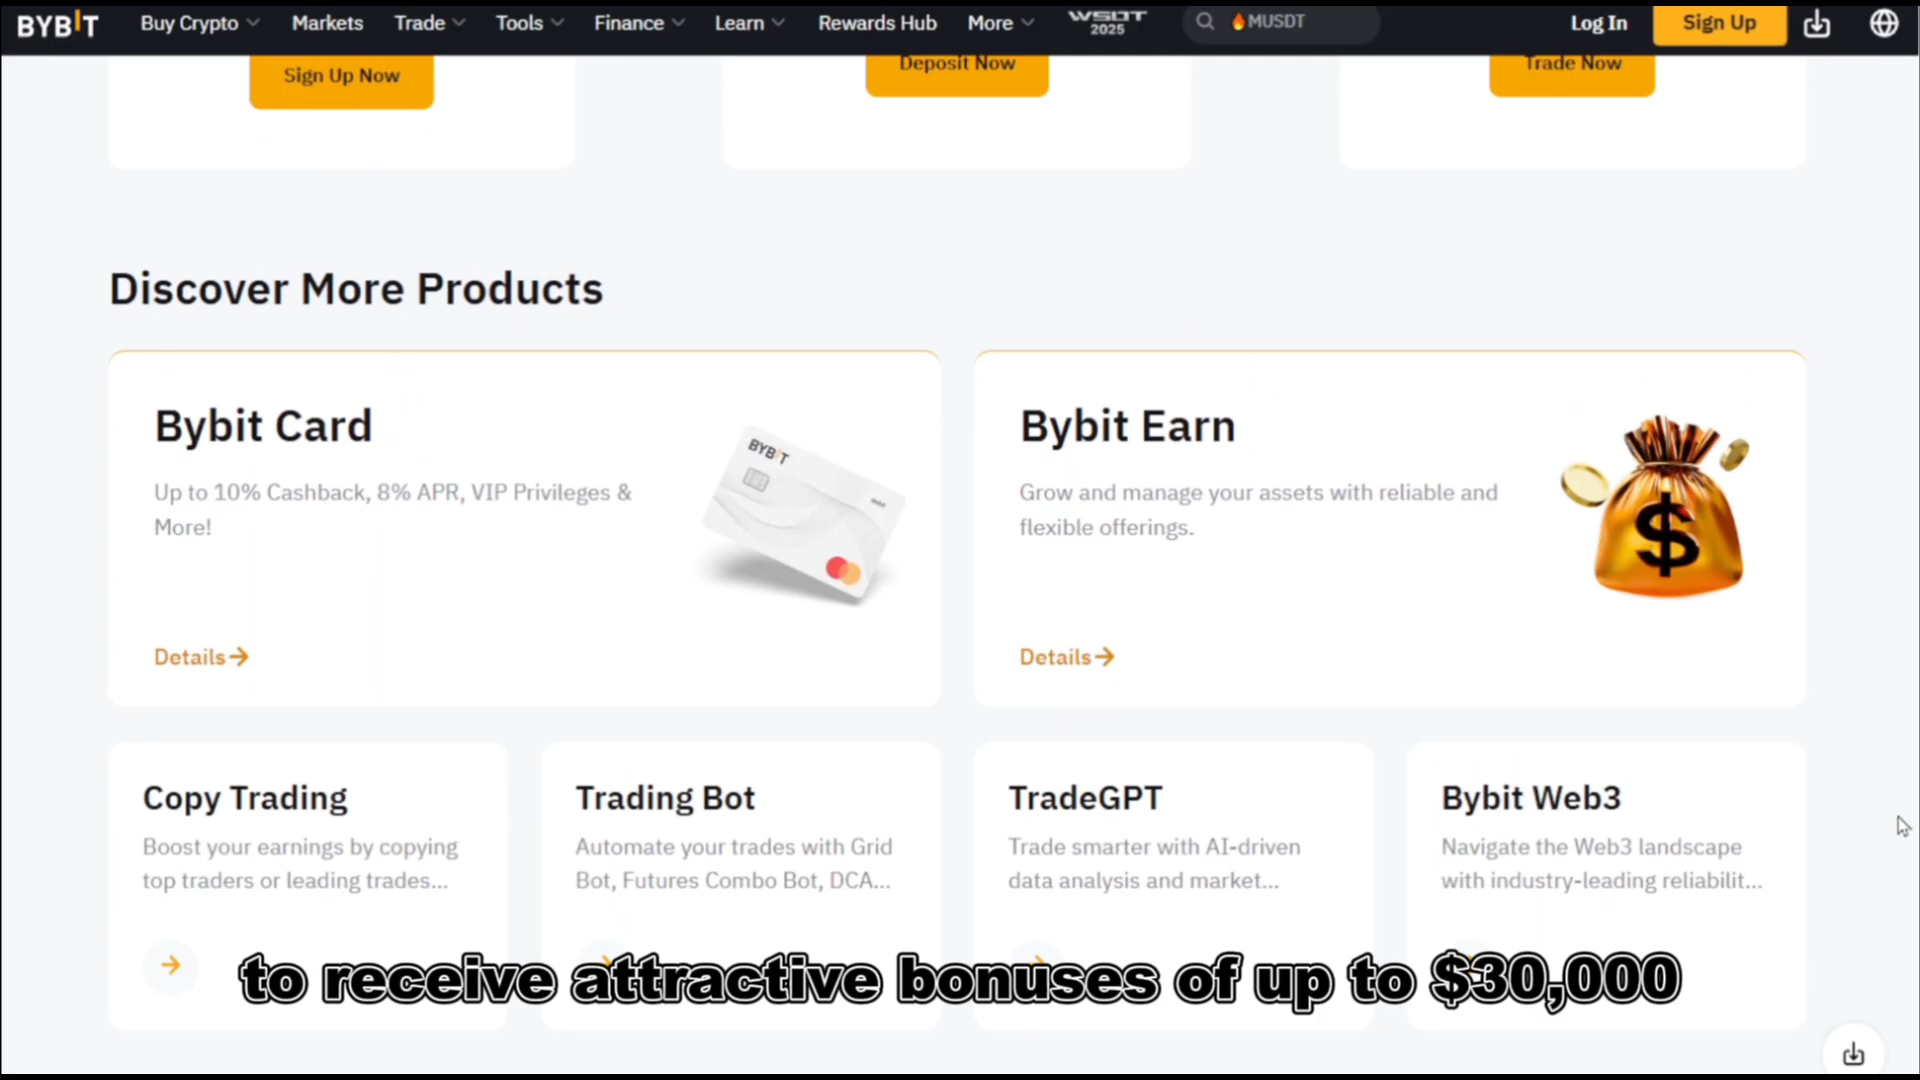 BYBIT Buy Crypto Markets Trade Tools Finance Learn Rewards Hub More WSOT 2025 MUSDT Log In Sign Up
Sign Up Now Deposit Now Trade Now
Discover More Products
Bybit Card
Up to 10% Cashback, 8% APR, VIP Privileges &
More!
Details
BYBIT
Bybit Earn
Grow and manage your assets with reliable and
flexible offerings.
Details
$
Copy Trading
Boost your earnings by copying
top traders or leading trades...
Trading Bot
Automate your trades with Grid
Bot, Futures Combo Bot, DCA...
TradeGPT
Trade smarter with AI-driven
data analysis and market...
Bybit Web3
Navigate the Web3 landscape
with industry-leading reliabilit...
to receive attractive bonuses of up to $30,000